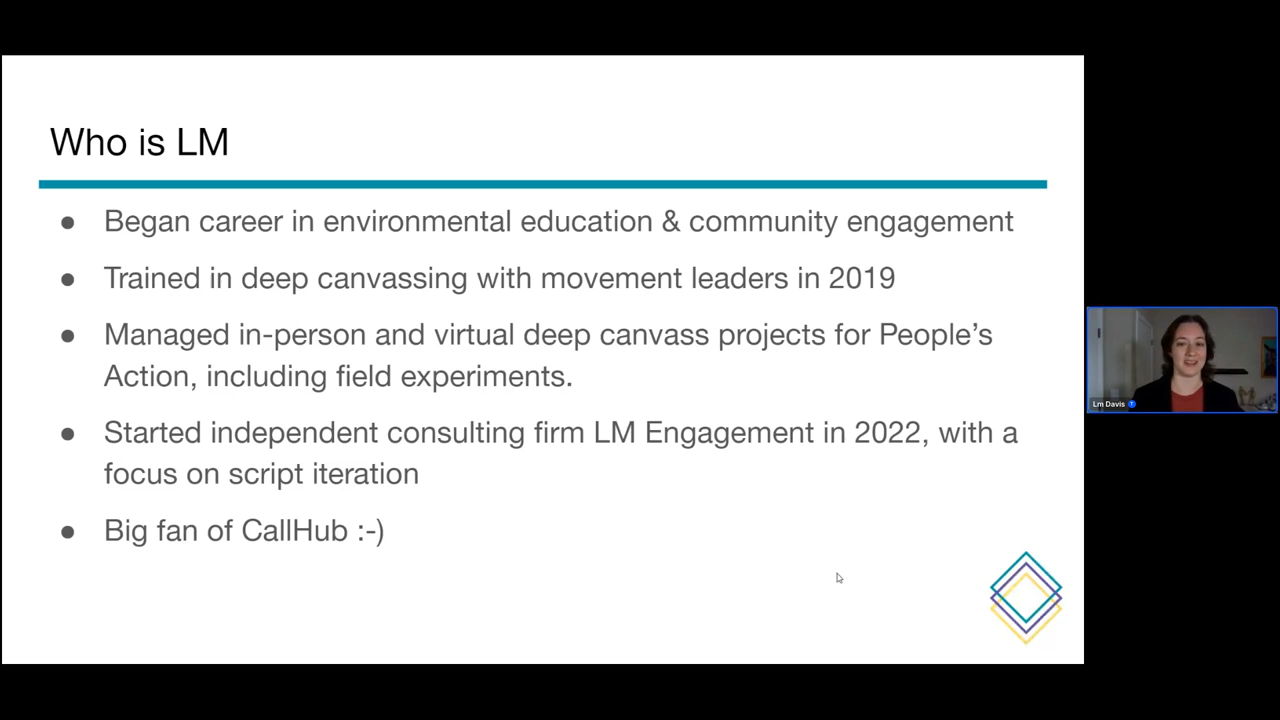 Who is LM
● Began career in environmental education & community engagement
● Trained in deep canvassing with movement leaders in 2019
● Managed in-person and virtual deep canvass projects for People’s
Action, including field experiments.
● Started independent consulting firm LM Engagement in 2022, with a
focus on script iteration
● Big fan of CallHub :-)
Lm Davis